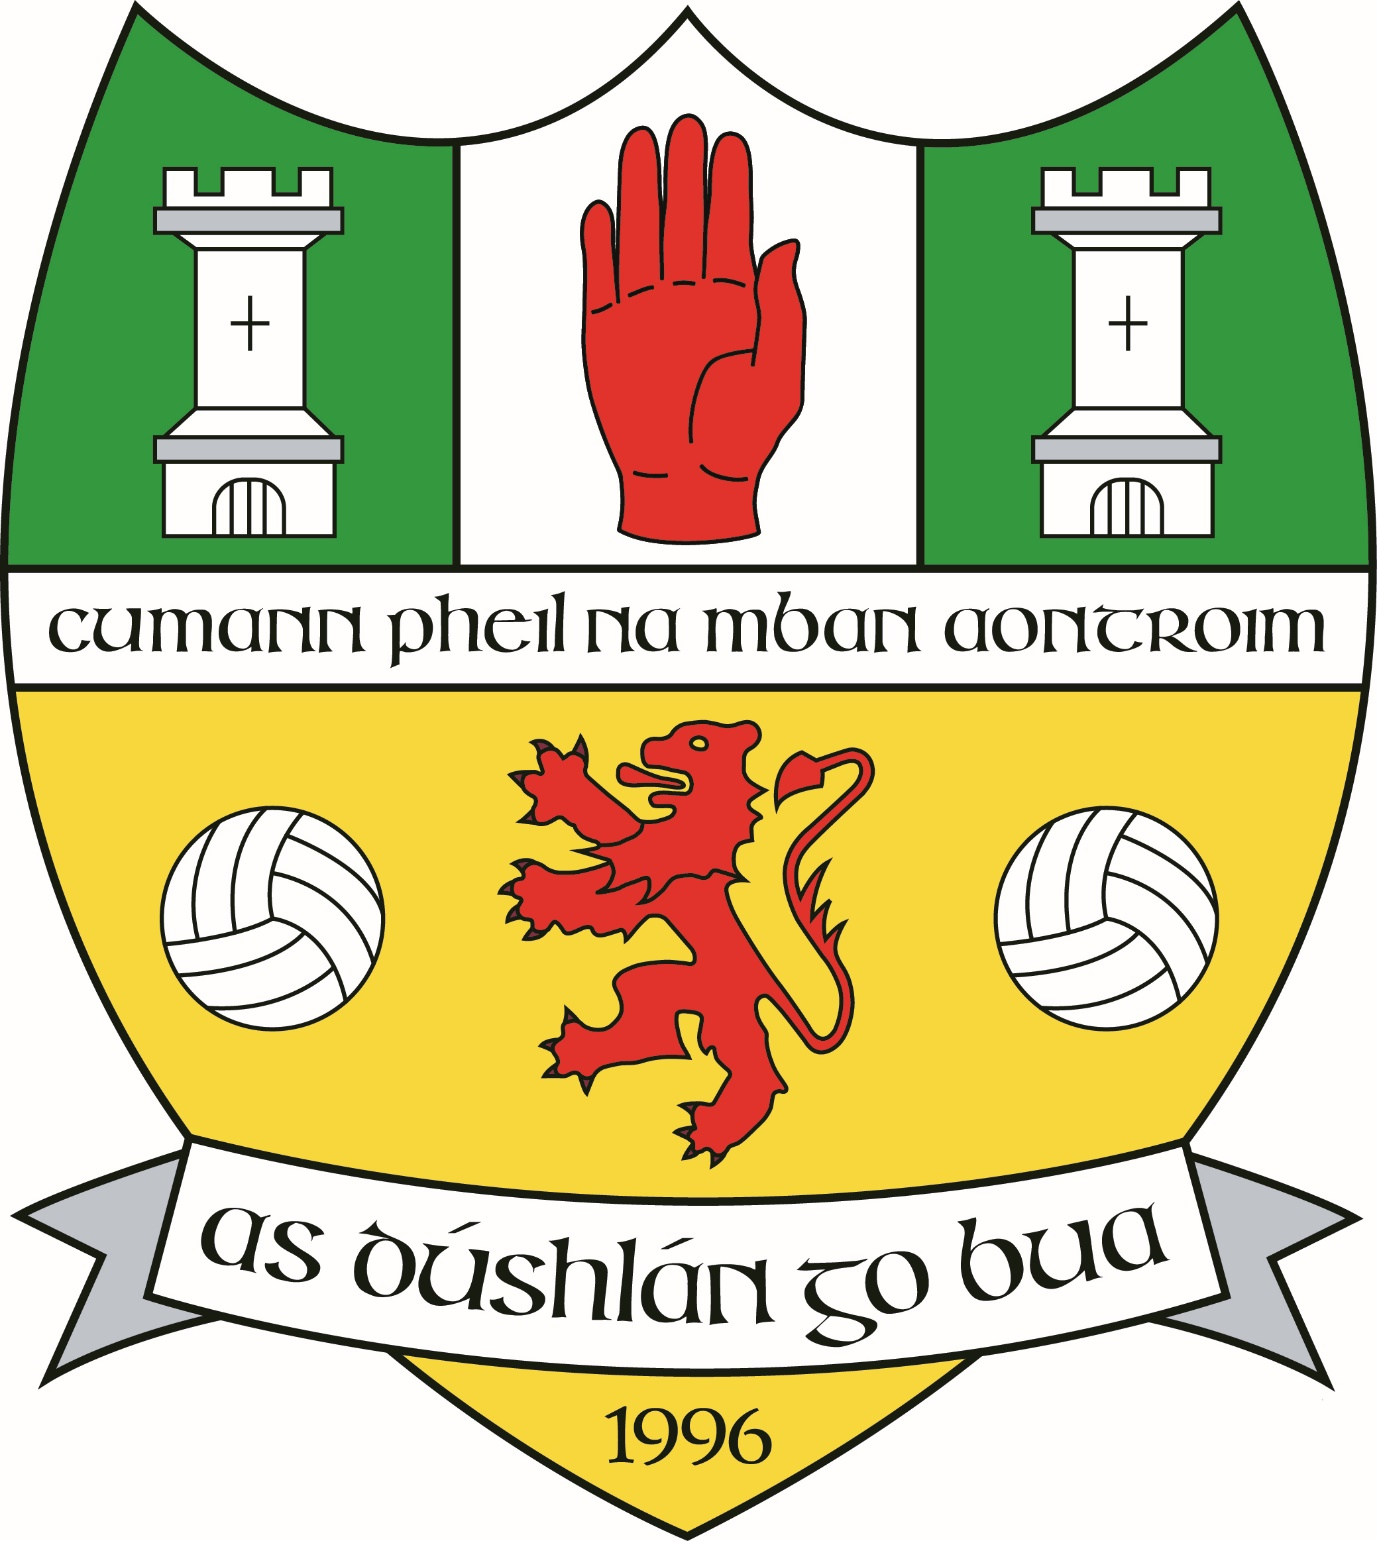 cumann pheil na mban aontroim
as dúshlán go bua
1996